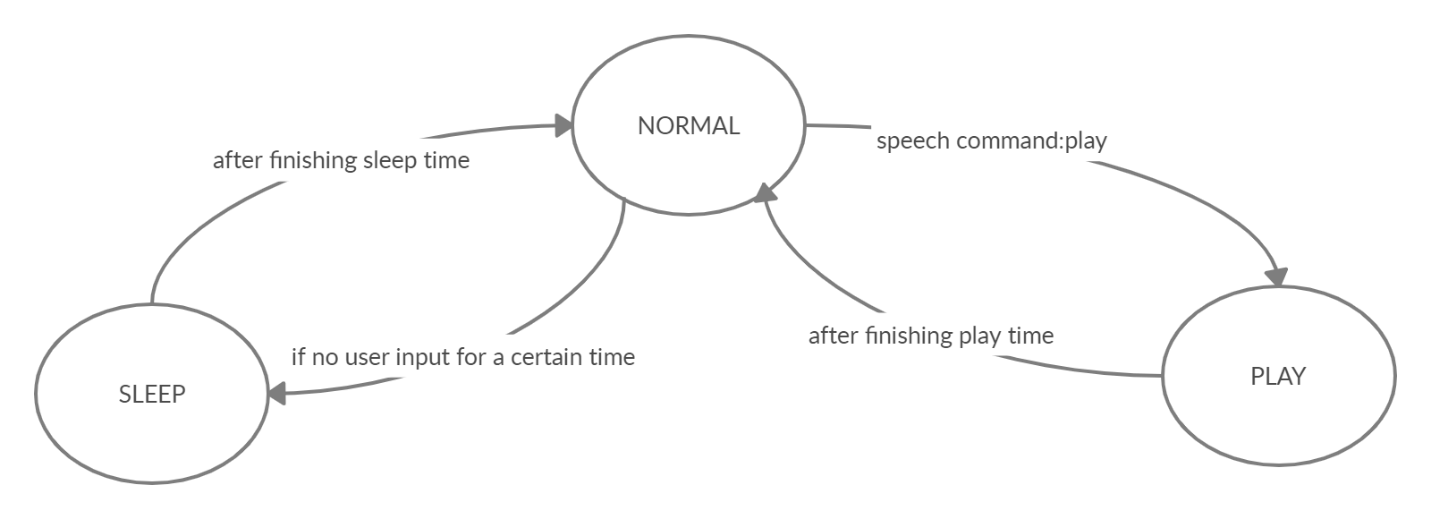 NORMAL
speech command:play
after finishing sleep time
after finishing play time
if no user input for a certain time
PLAY
SLEEP